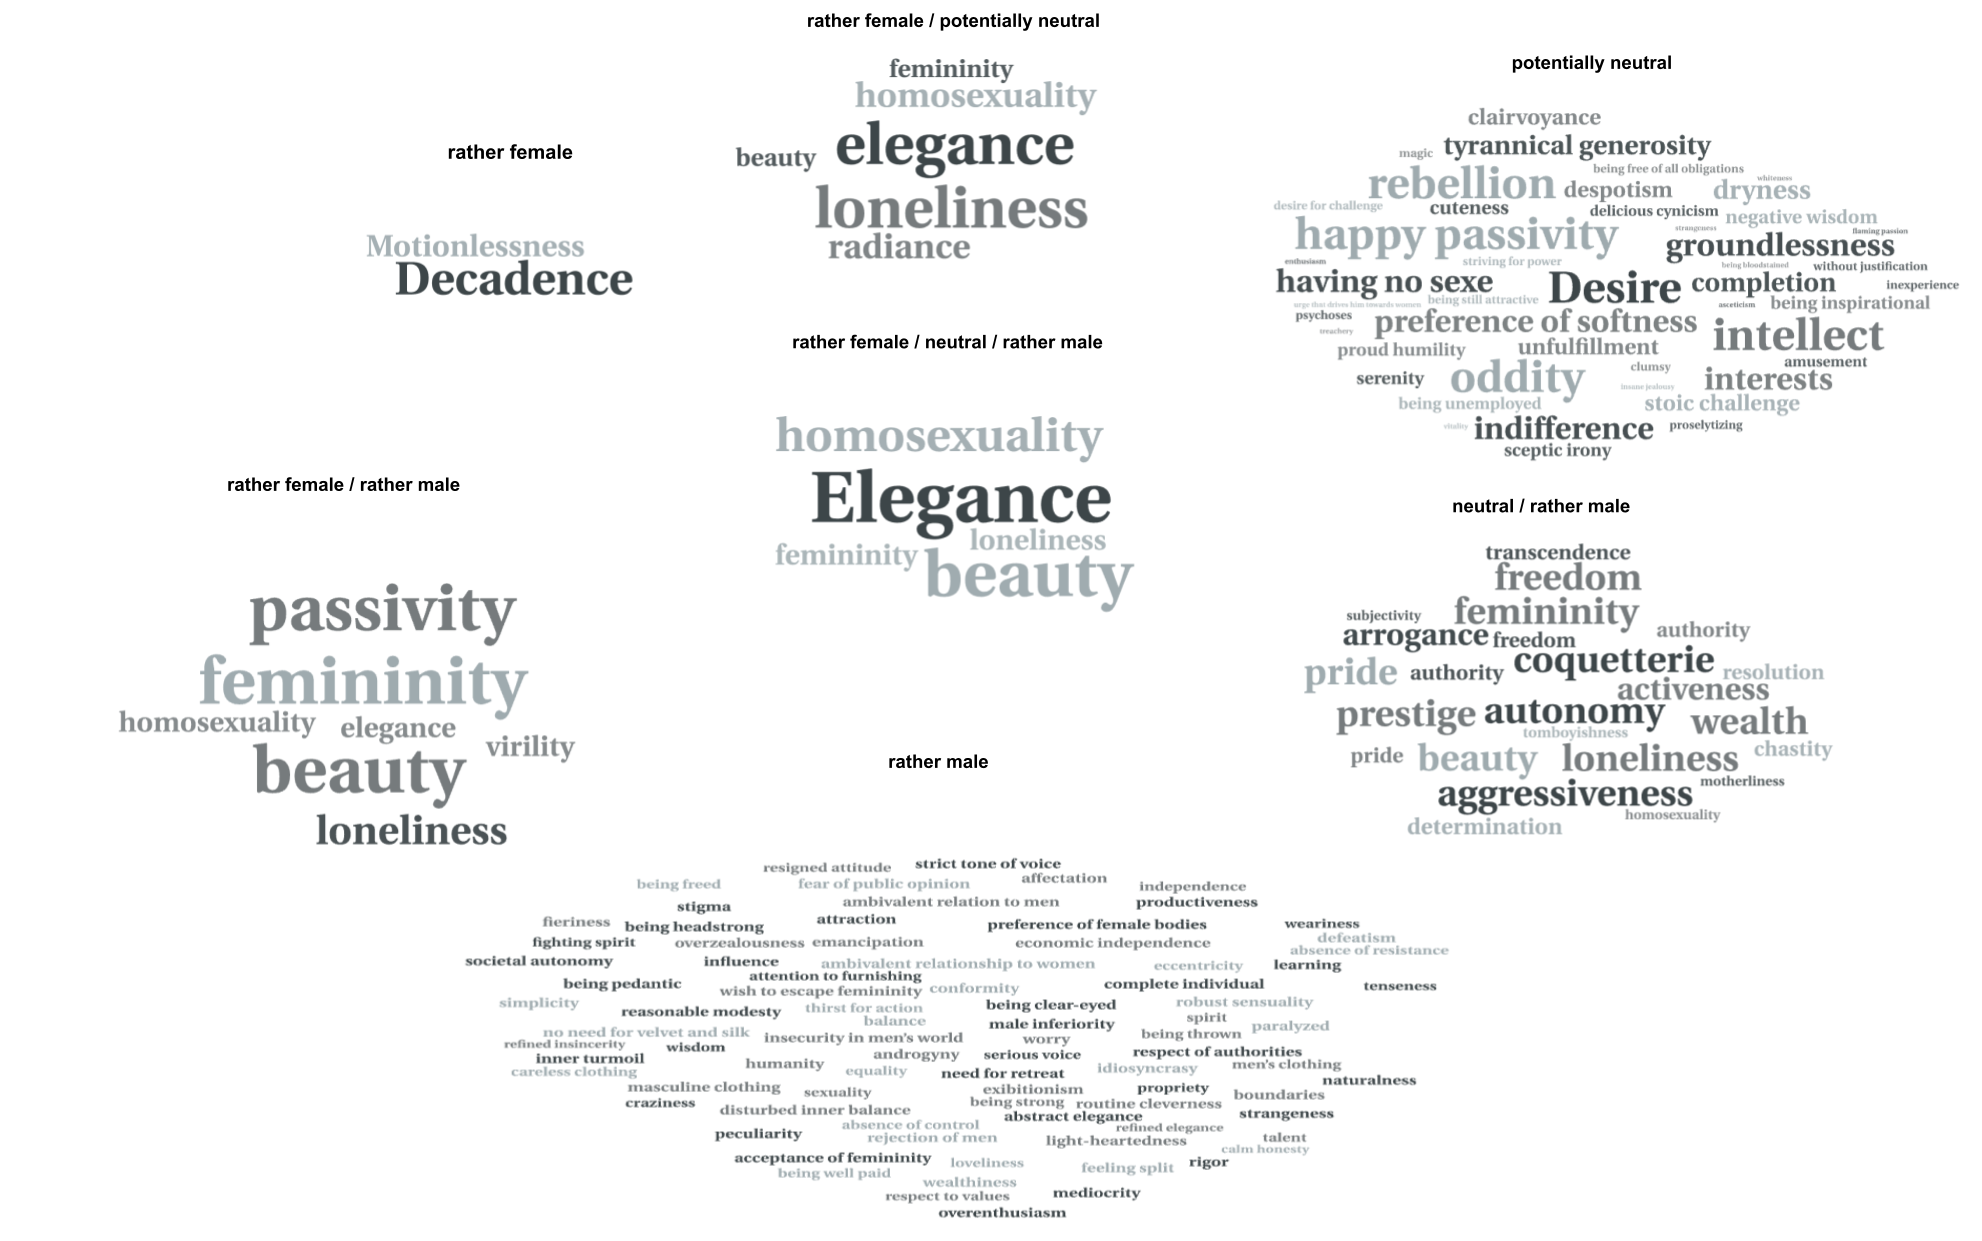 rather female / potentially neutral
femininity
homosexuality
beauty elegance
loneliness
radiance
rather female
Motionlessness
Decadence
potentially neutral
clairvoyance
magic tyrannical generosity
being free of all obligations
whiteness
rebellion despotism dryness
desire for challenge cuteness delicious cynicism negative wisdom
strangeness flaming passion
happy passivity groundlessness
enthusiasm striving for power being bloodstained without justification
having no sexe Desire completion inexperience
urge that drives him towards women being still attractive asceticism being inspirational
psychoses preference of softness intellect
treachery
proud humility unfulfillment amusement
serenity oddity clumsy interests
insane jealousy
being unemployed stoic challenge
vitality indifference proselytizing
sceptic irony
rather female / neutral / rather male
homosexuality
Elegance
loneliness
femininity beauty
rather female / rather male
passivity
femininity
homosexuality elegance virility
beauty
loneliness
neutral / rather male
transcendence
freedom
subjectivity femininity
arrogance freedom authority
pride authority coquetterie resolution
activeness
prestige autonomy wealth
tomboyishness
pride beauty loneliness chastity
aggressiveness motherliness
homosexuality
determination
rather male
resigned attitude strict tone of voice
being freed fear of public opinion affectation independence
stigma ambivalent relation to men productiveness
fieriness being headstrong attraction preference of female bodies weariness
fighting spirit overzealousness emancipation economic independence defeatism
absence of resistance
societal autonomy influence ambivalent relationship to women eccentricity learning
attention to furnishing
being pedantic wish to escape femininity conformity complete individual tenseness
simplicity reasonable modesty thirst for action being clear-eyed robust sensuality
balance male inferiority spirit paralyzed
no need for velvet and silk insecurity in men's world worry being thrown
refined insincerity wisdom
inner turmoil humanity androgyny serious voice respect of authorities
careless clothing equality need for retreat idiosyncrasy men's clothing
masculine clothing sexuality exibitionism propriety boundaries naturalness
craziness disturbed inner balance being strong routine cleverness strangeness
abstract elegance
absence of control refined elegance
peculiarity rejection of men light-heartedness talent
calm honesty
acceptance of femininity loveliness feeling split rigor
being well paid wealthiness
respect to values mediocrity
overenthusiasm